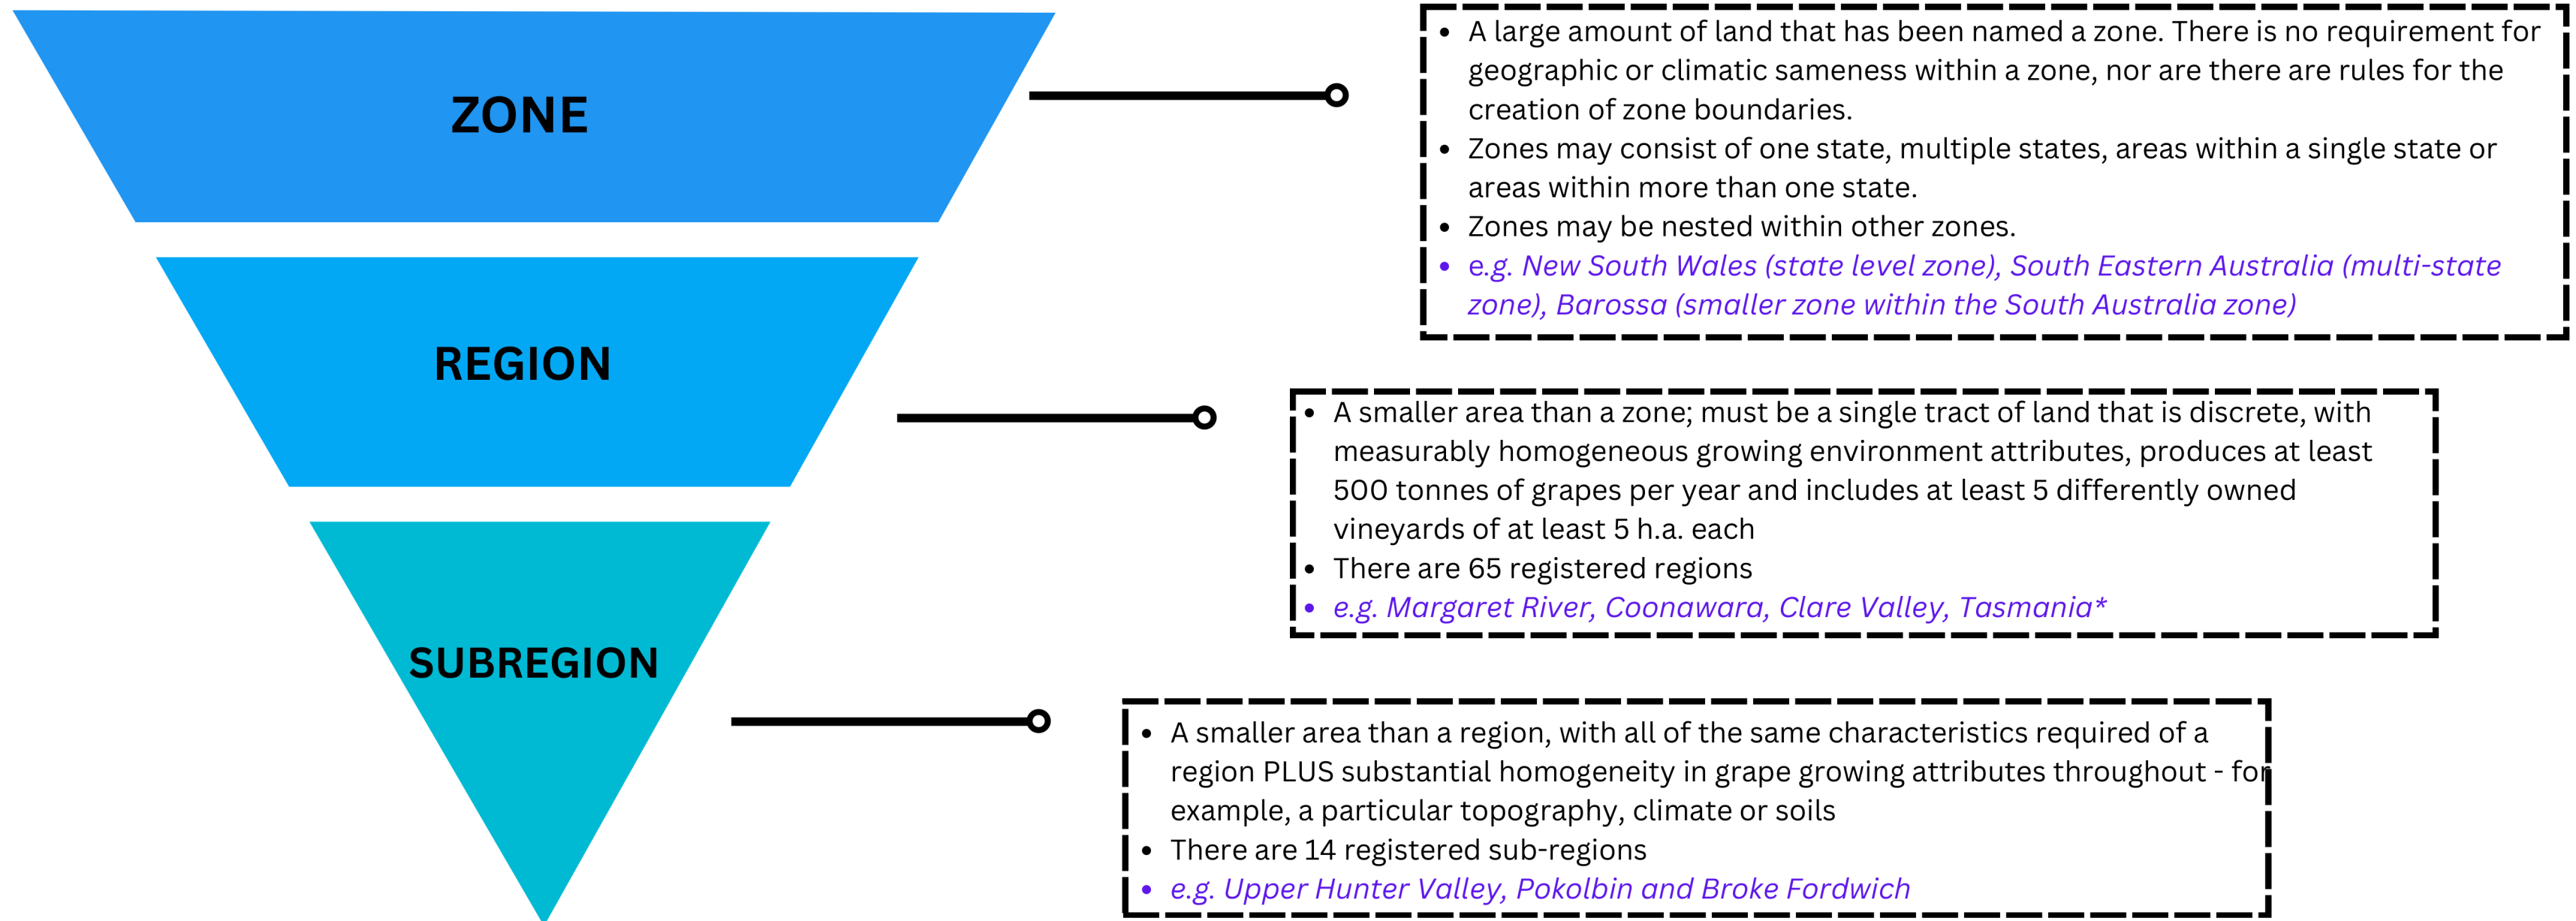 ZONE
• A large amount of land that has been named a zone. There is no requirement for
geographic or climatic sameness within a zone, nor are there are rules for the
creation of zone boundaries.
• Zones may consist of one state, multiple states, areas within a single state or
areas within more than one state.
• Zones may be nested within other zones.
• e.g. New South Wales (state level zone), South Eastern Australia (multi-state
zone), Barossa (smaller zone within the South Australia zone)
REGION
• A smaller area than a zone; must be a single tract of land that is discrete, with
measurably homogeneous growing environment attributes, produces at least
500 tonnes of grapes per year and includes at least 5 differently owned
vineyards of at least 5 h.a. each
• There are 65 registered regions
• e.g. Margaret River, Coonawara, Clare Valley, Tasmania*
SUBREGION
• A smaller area than a region, with all of the same characteristics required of a
region PLUS substantial homogeneity in grape growing attributes throughout - for
example, a particular topography, climate or soils
• There are 14 registered sub-regions
• e.g. Upper Hunter Valley, Pokolbin and Broke Fordwich